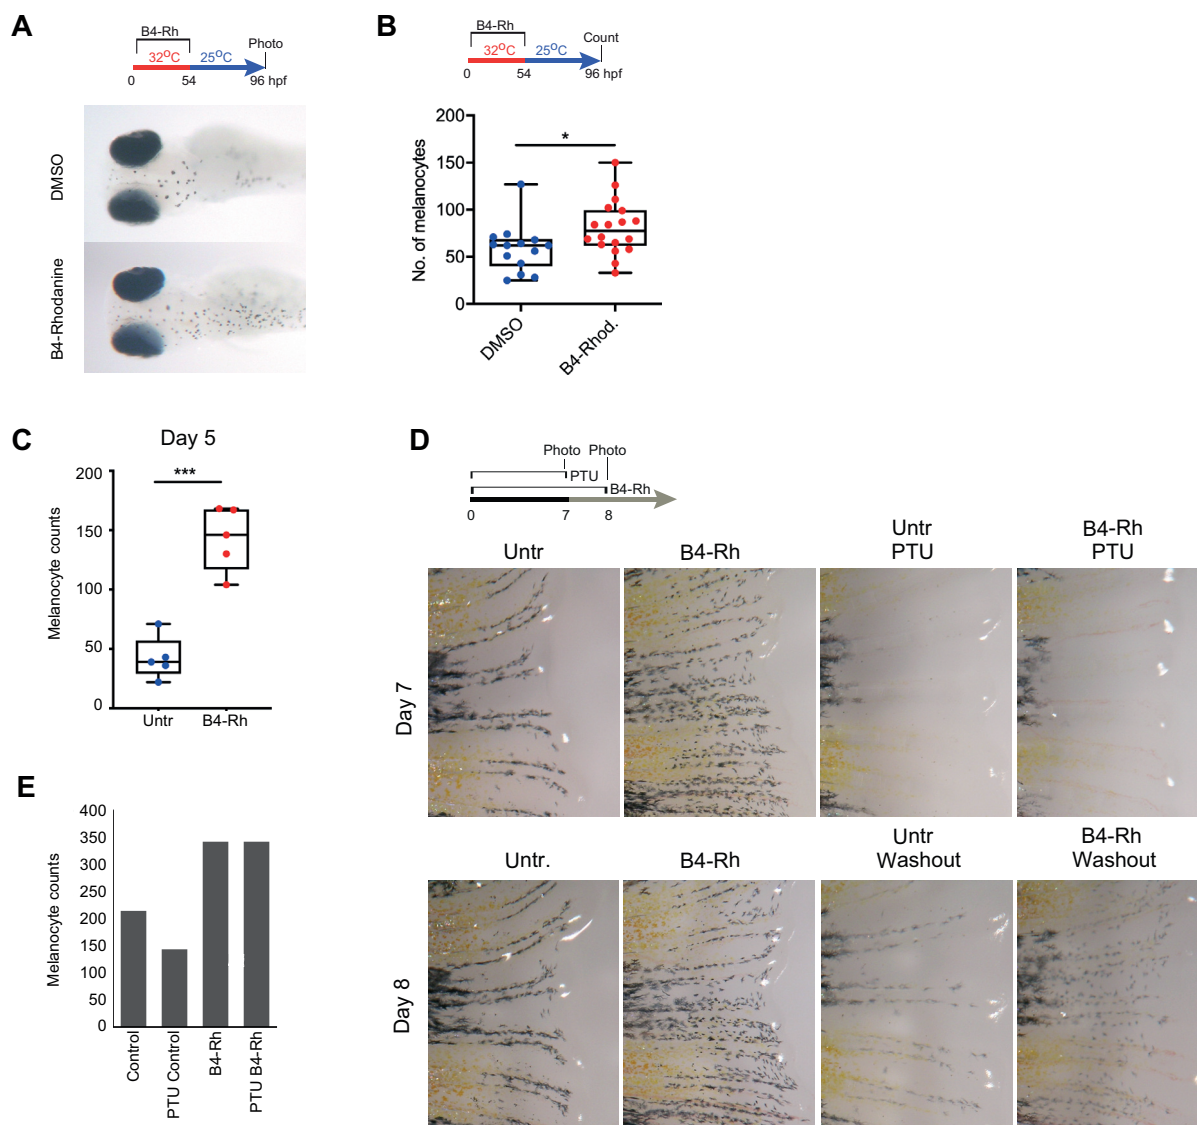 A
B4-Rh
Photo
32°C 25°C
0 54 96 hpf
DMSO
B4-Rhodanine
B
B4-Rh
Count
32°C 25°C
0 54 96 hpf
No. of melanocytes
200
150
100
50
0
*
DMSO
B4-Rhod.
C
Day 5
Melanocyte counts
200
150
100
50
0
***
Untr
B4-Rh
D
Photo Photo
PTU
B4-Rh
0 7 8
Untr
B4-Rh
Untr
PTU
B4-Rh
PTU
Day 7
Untr.
B4-Rh
Untr
Washout
B4-Rh
Washout
Day 8
E
Melanocyte counts
400
350
300
250
200
150
100
50
0
Control
PTU Control
B4-Rh
PTU B4-Rh